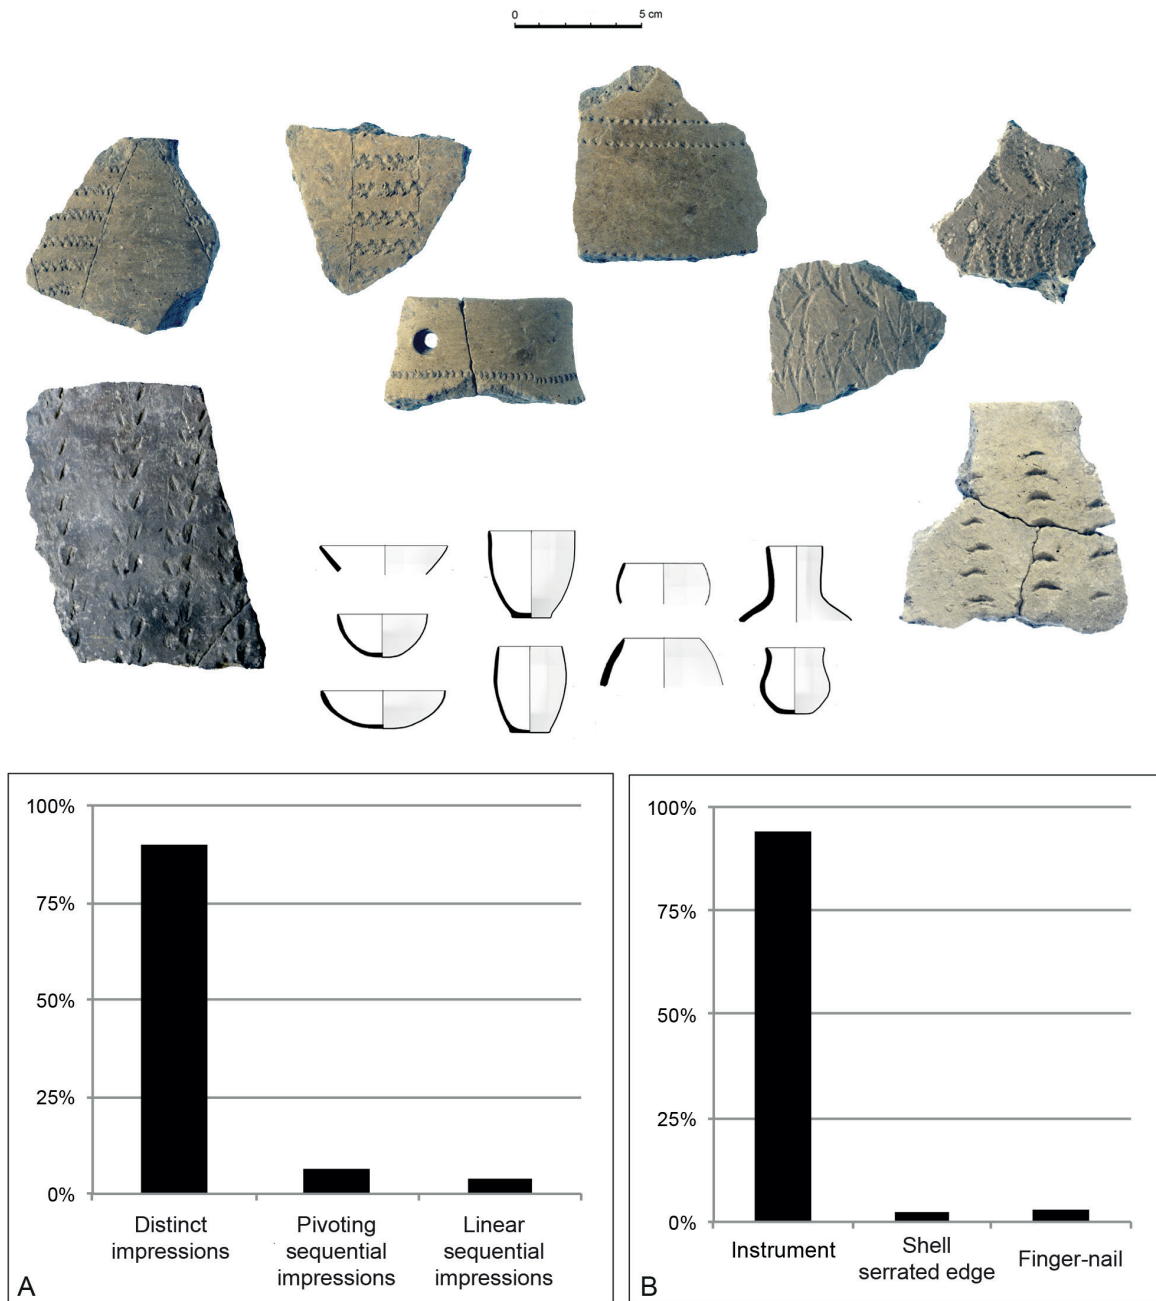 0 5 cm
100%
75%
50%
25%
0%
Distinct
impressions
Pivoting
sequential
impressions
Linear
sequential
impressions
A
100%
75%
50%
25%
0%
Instrument
Shell
serrated edge
Finger-nail
B